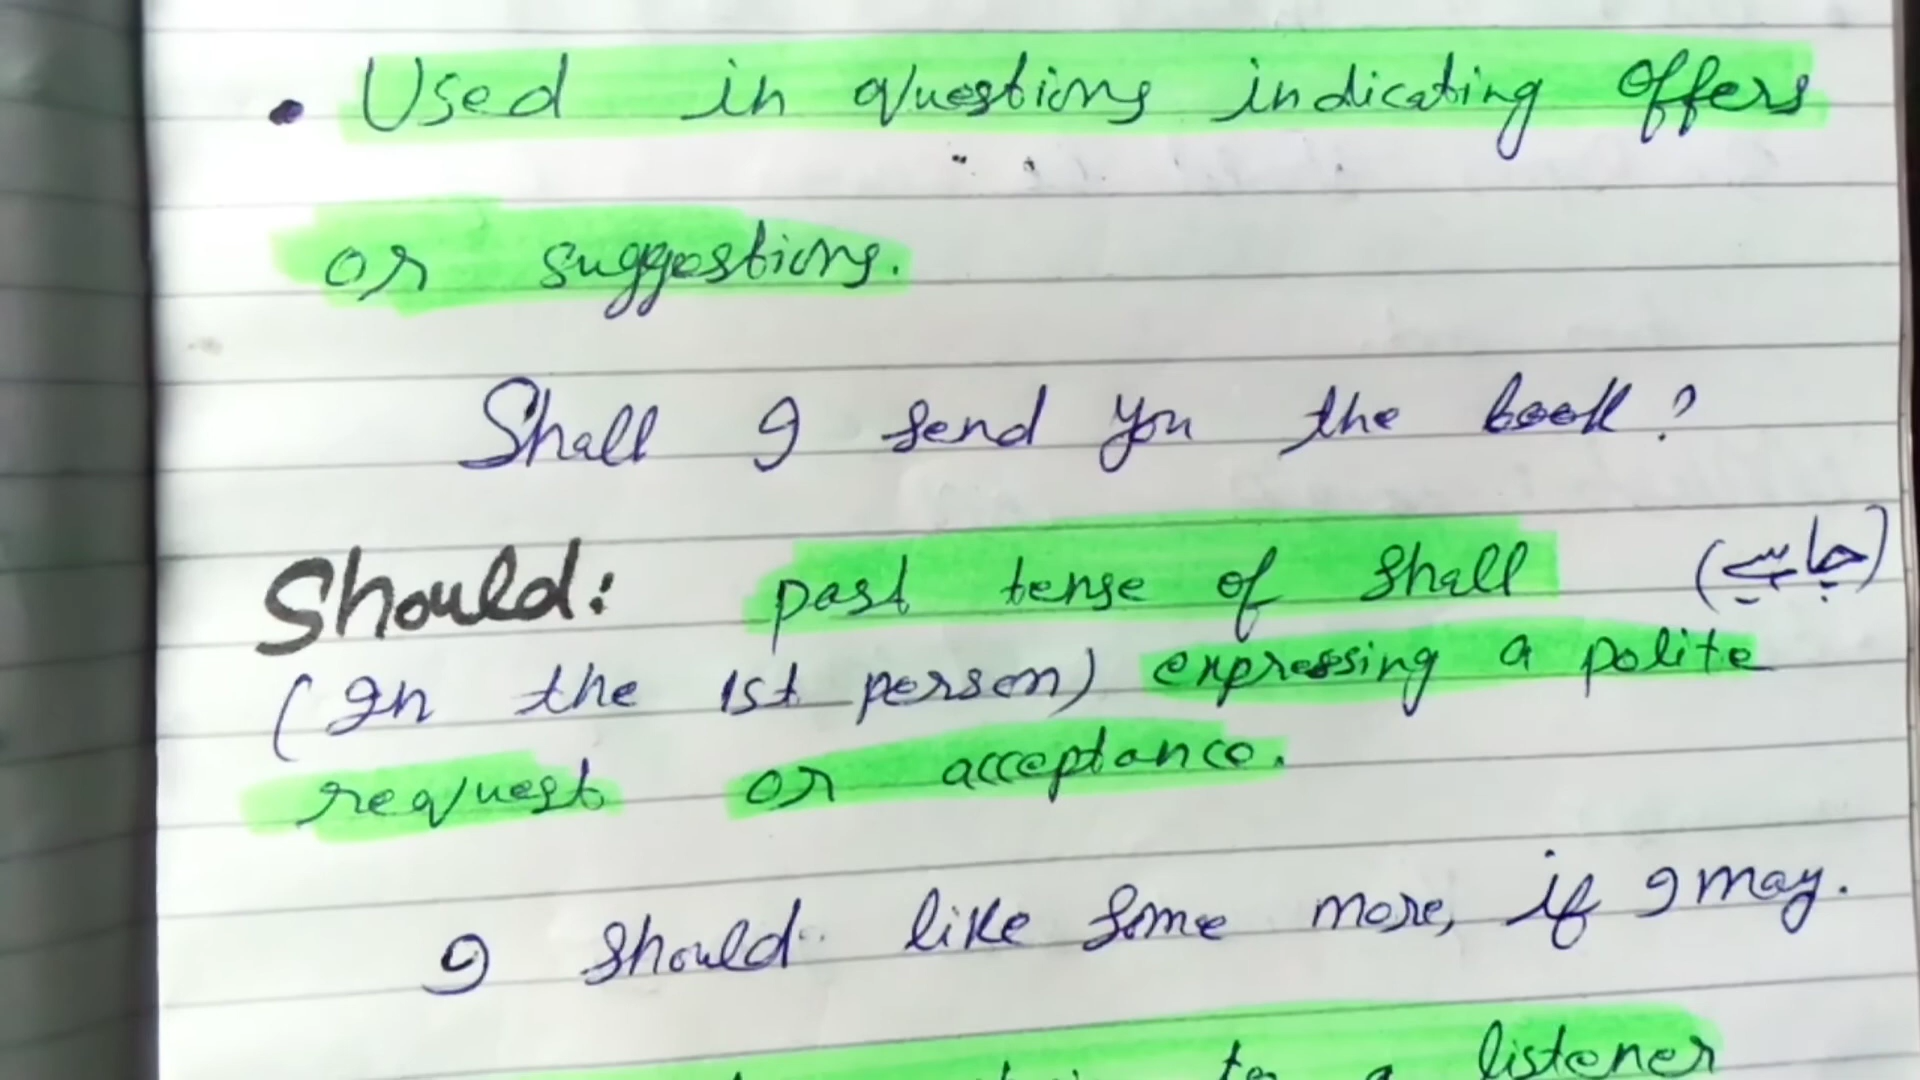 • Used in questions indicating offers
or suggestions.
Shall I send you the book?
Should: past tense of shall (چاہیے)
(In the 1st person) expressing a polite
request or acceptance.
I should like some more, if I may.
to a listener